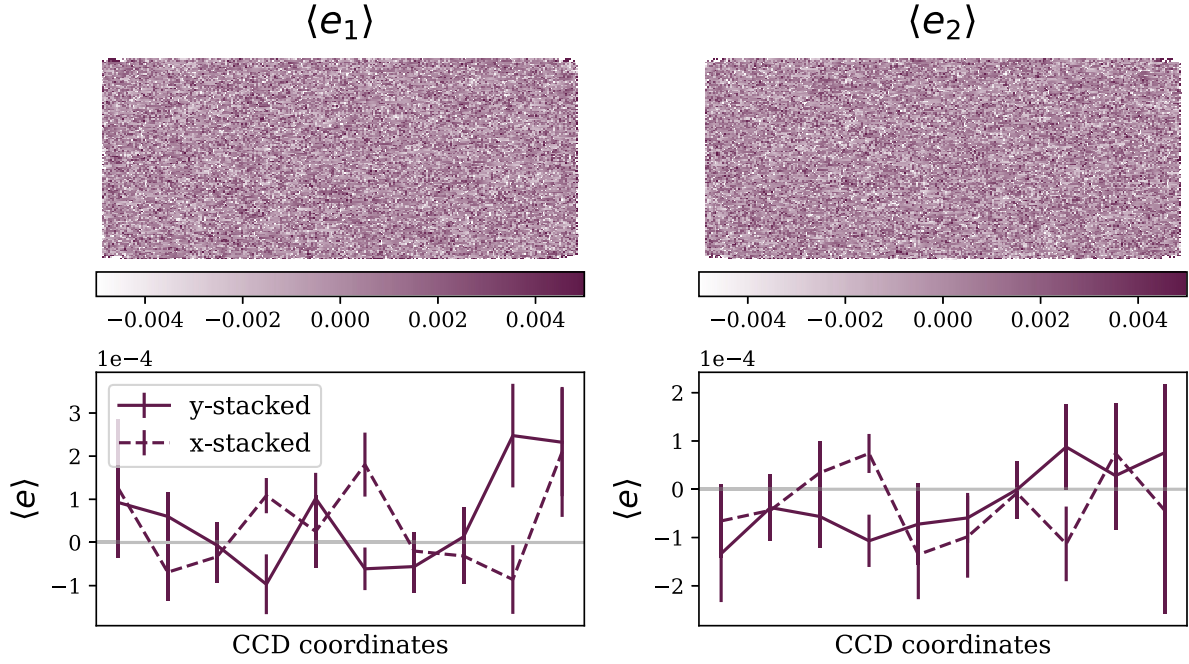 ⟨e₁⟩
⟨e₂⟩
−0.004 −0.002 0.000 0.002 0.004
−0.004 −0.002 0.000 0.002 0.004
1e−4
3
2
1
0
−1
⟨e⟩
y-stacked
x-stacked
CCD coordinates
1e−4
2
1
0
−1
−2
⟨e⟩
CCD coordinates